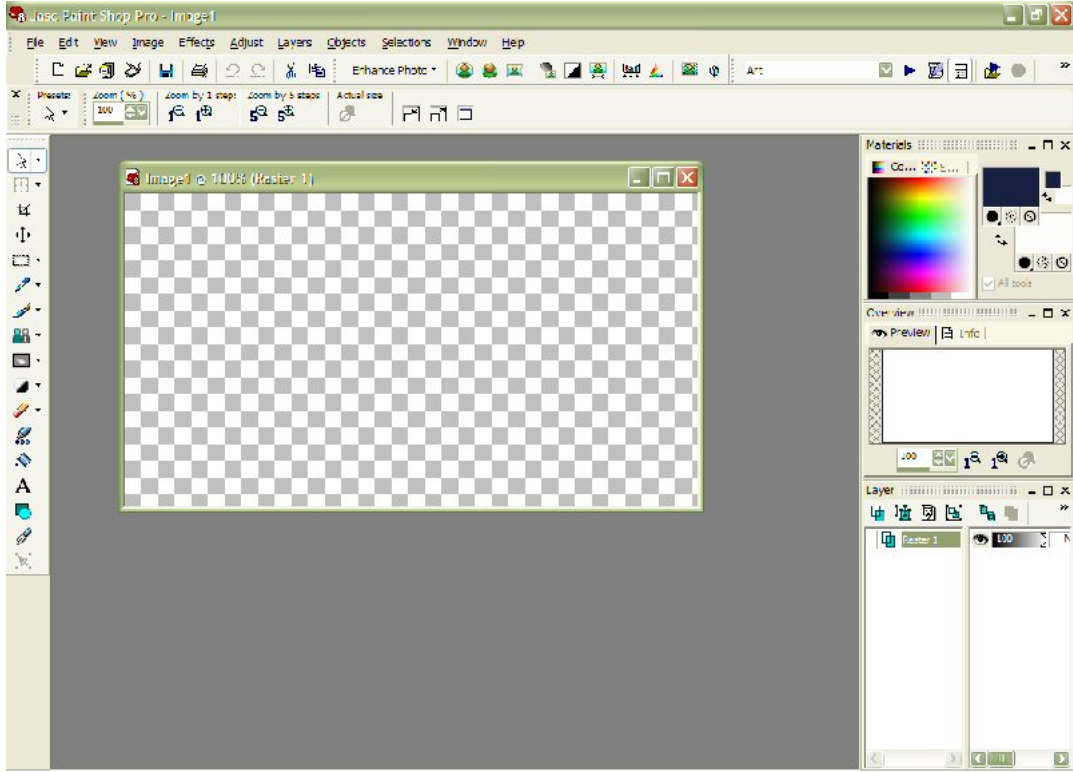 Jasc Paint Shop Pro - Image1
File Edit View Image Effects Adjust Layers Objects Selections Window Help
Enhance Photo Art
Presets: Zoom (%) Zoom by 1 step: Zoom by 5 steps Actual size
100
Materials
Image1 @ 100% (Raster 1)
Co...
All tools
Overview
Preview Info
100
Layer
Raster 1 100 N
A